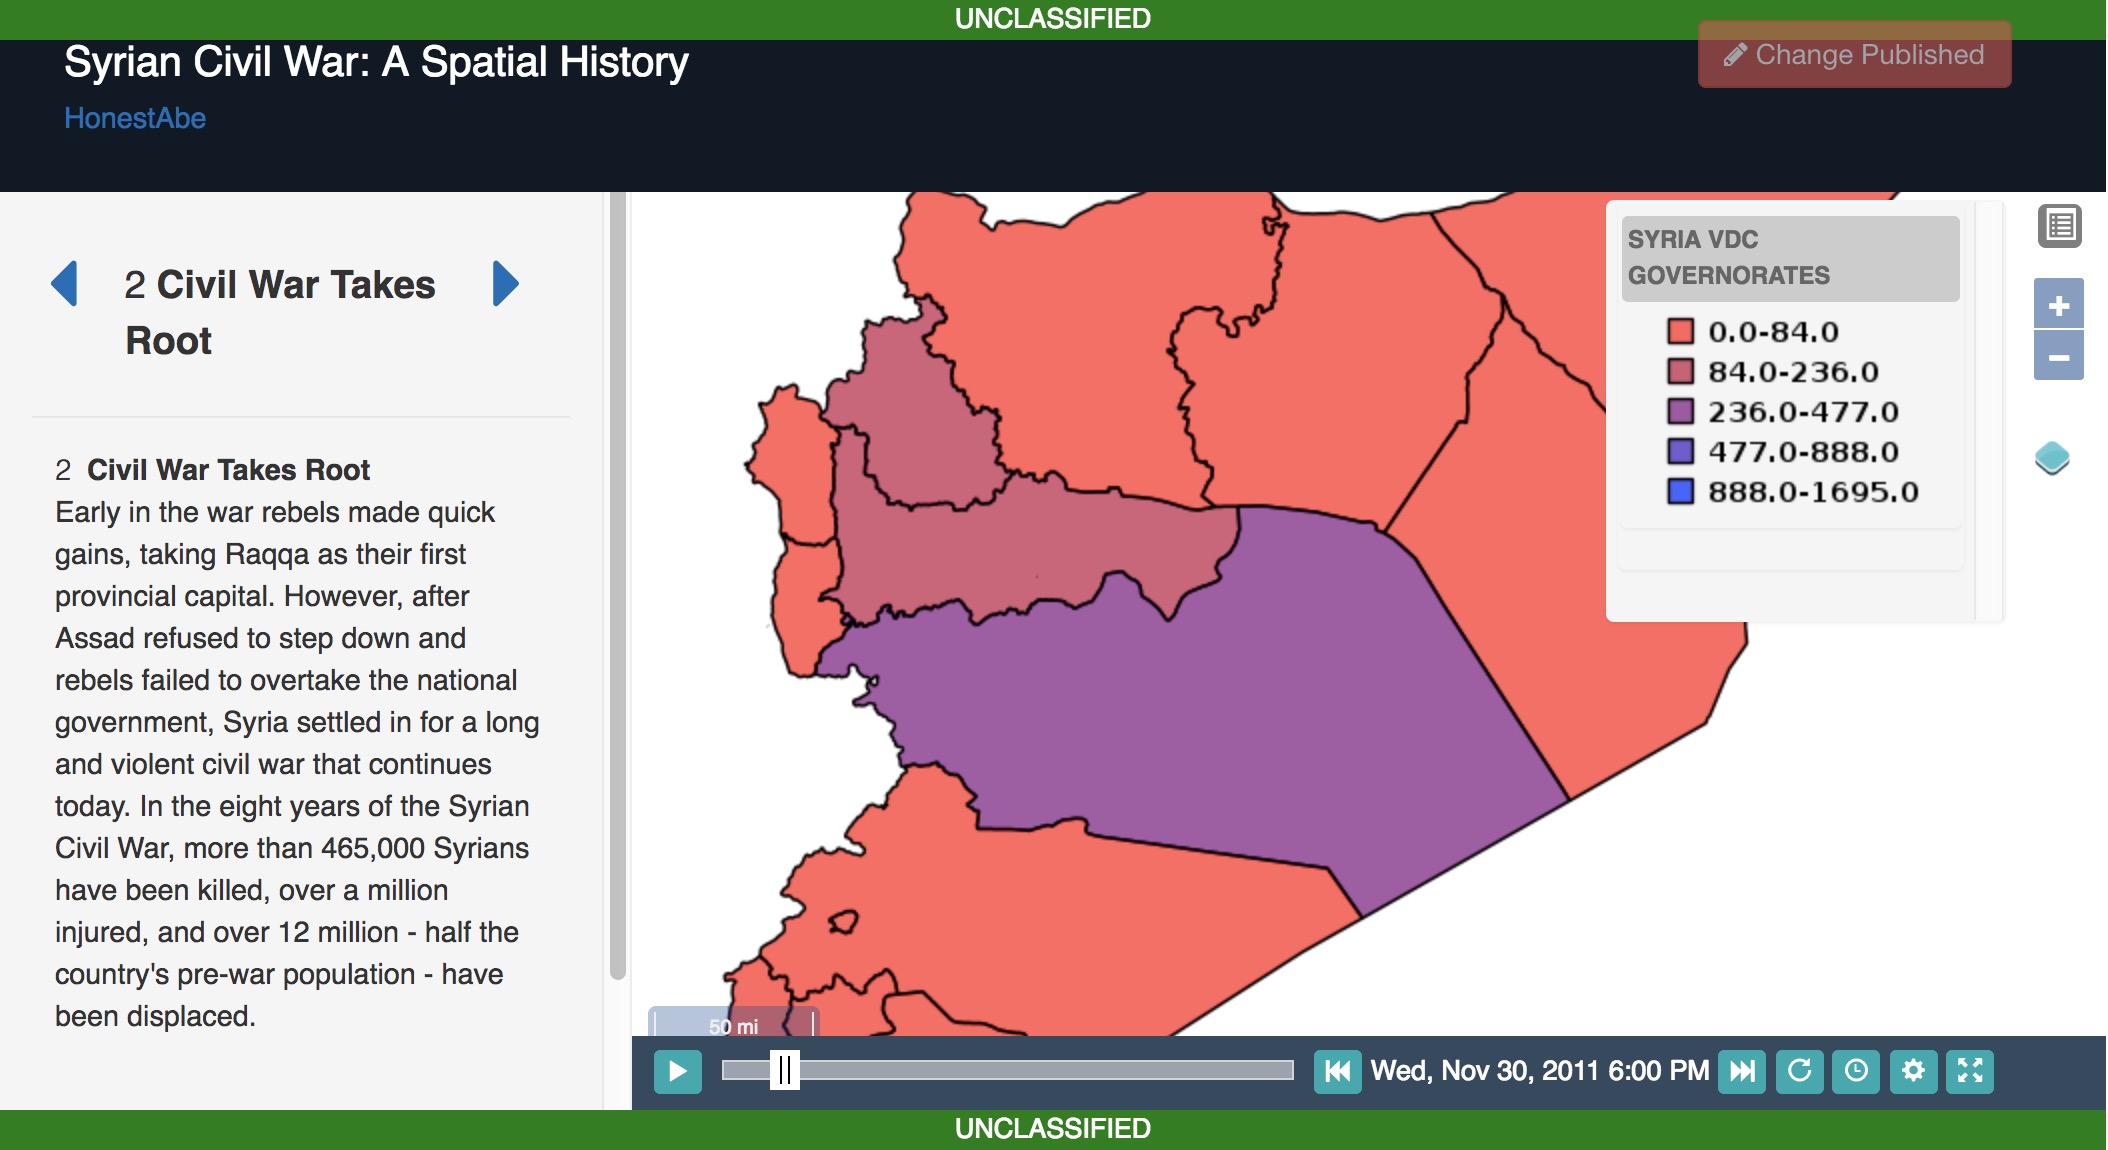 UNCLASSIFIED
Syrian Civil War: A Spatial History
Change Published
HonestAbe
2 Civil War Takes
Root
2 Civil War Takes Root
Early in the war rebels made quick
gains, taking Raqqa as their first
provincial capital. However, after
Assad refused to step down and
rebels failed to overtake the national
government, Syria settled in for a long
and violent civil war that continues
today. In the eight years of the Syrian
Civil War, more than 465,000 Syrians
have been killed, over a million
injured, and over 12 million - half the
country's pre-war population - have
been displaced.
SYRIA VDC
GOVERNORATES
0.0-84.0
84.0-236.0
236.0-477.0
477.0-888.0
888.0-1695.0
+
−
50 mi
Wed, Nov 30, 2011 6:00 PM
UNCLASSIFIED